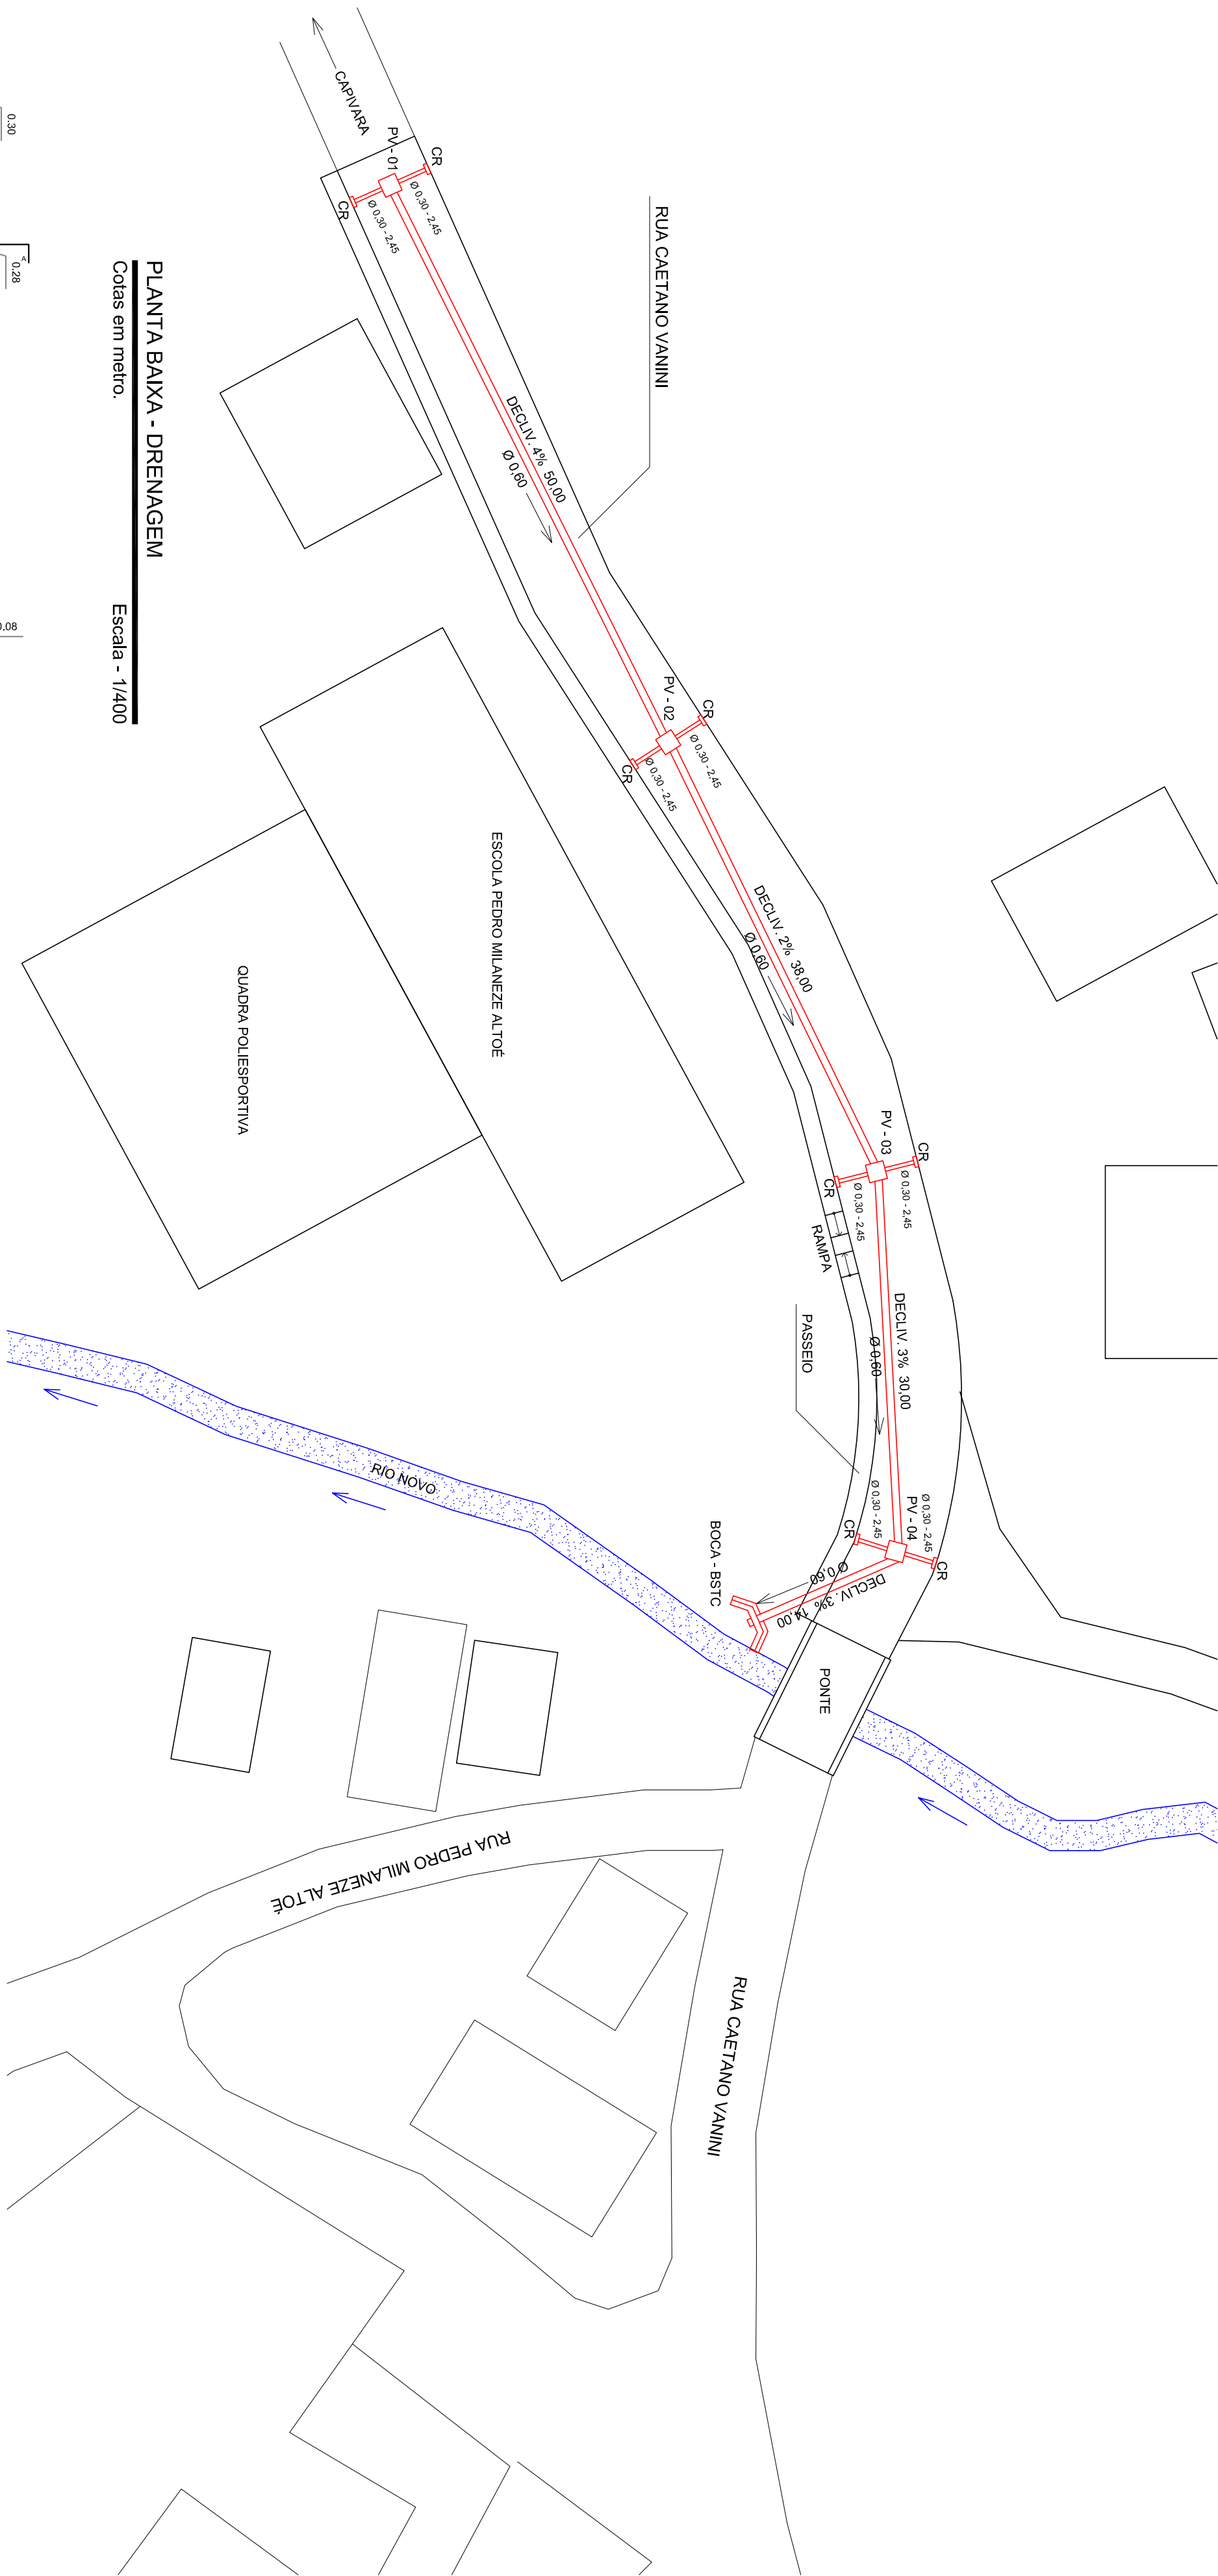 CAPIVARA
PV - 01
CR
Ø 0,30 - 2,45
CR
Ø 0,30 - 2,45
RUA CAETANO VANINI
DECLIV. 4% 50,00
Ø 0,60
PV - 02
CR
Ø 0,30 - 2,45
CR
Ø 0,30 - 2,45
DECLIV. 2% 38,00
Ø 0,60
PV - 03
CR
Ø 0,30 - 2,45
CR
Ø 0,30 - 2,45
RAMPA
PASSEIO
DECLIV. 3% 30,00
Ø 0,60
PV - 04
Ø 0,30 - 2,45
CR
Ø 0,30 - 2,45
CR
DECLIV. 3% 14,00
Ø 0,60
BOCA - BSTC
PONTE
RIO NOVO
ESCOLA PEDRO MILANEZE ALTOÉ
QUADRA POLIESPORTIVA
RUA PEDRO MILANEZE ALTOÉ
RUA CAETANO VANINI
PLANTA BAIXA - DRENAGEM
Cotas em metro.
Escala - 1/400
0.30
A
0.28